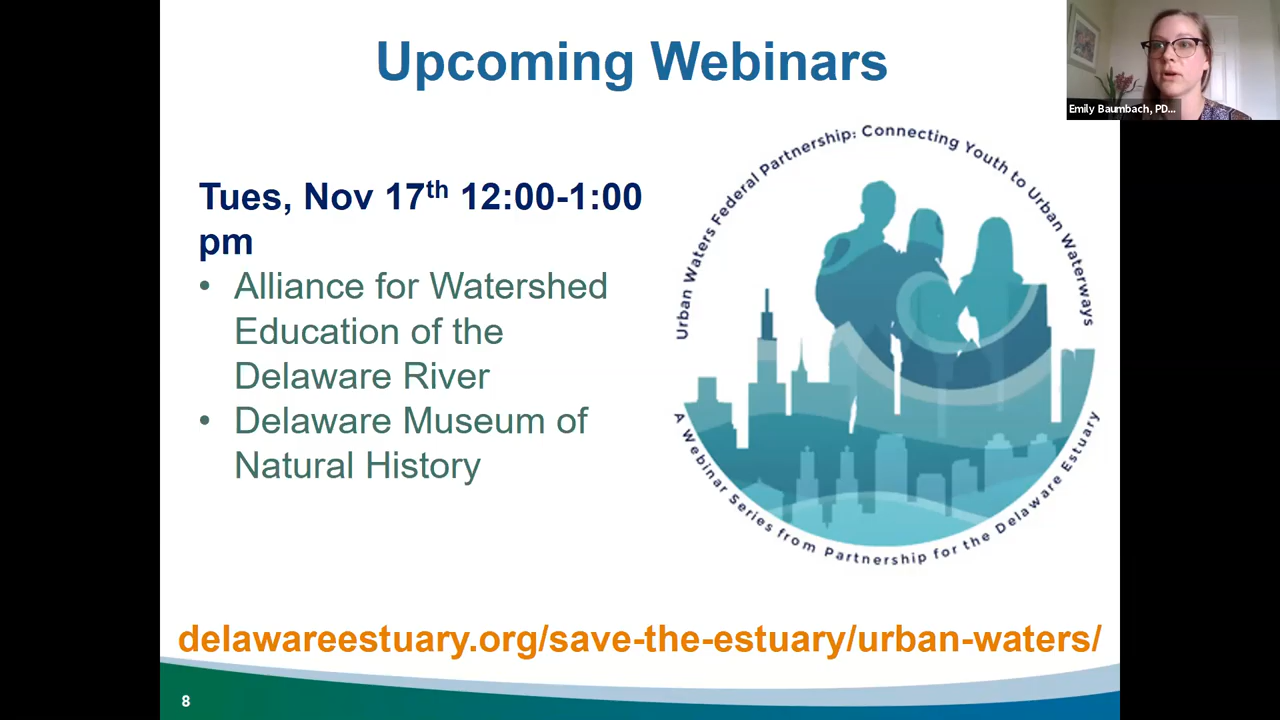 Upcoming Webinars
Emily Baumbach, PD...
Tues, Nov 17th 12:00-1:00
pm
• Alliance for Watershed
Education of the
Delaware River
• Delaware Museum of
Natural History
Urban Waters Federal Partnership: Connecting Youth to Urban Waterways
A Webinar Series from Partnership for the Delaware Estuary
delawareestuary.org/save-the-estuary/urban-waters/
8